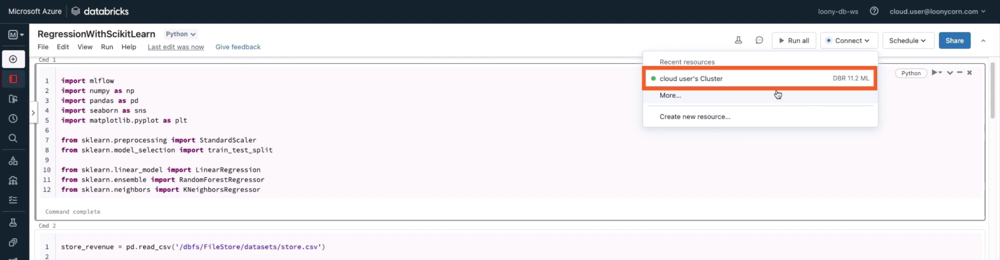 Microsoft Azure databricks loony-db-ws cloud.user@loonycorn.com
M RegressionWithScikitLearn Python
File Edit View Run Help Last edit was now Give feedback Run all Connect Schedule Share
Cmd 1
Recent resources
cloud user's Cluster DBR 11.2 ML
More...
Create new resource...
Python
1 import mlflow
2 import numpy as np
3 import pandas as pd
4 import seaborn as sns
5 import matplotlib.pyplot as plt
6
7 from sklearn.preprocessing import StandardScaler
8 from sklearn.model_selection import train_test_split
9
10 from sklearn.linear_model import LinearRegression
11 from sklearn.ensemble import RandomForestRegressor
12 from sklearn.neighbors import KNeighborsRegressor
Command complete
Cmd 2
1 store_revenue = pd.read_csv('/dbfs/FileStore/datasets/store.csv')
2